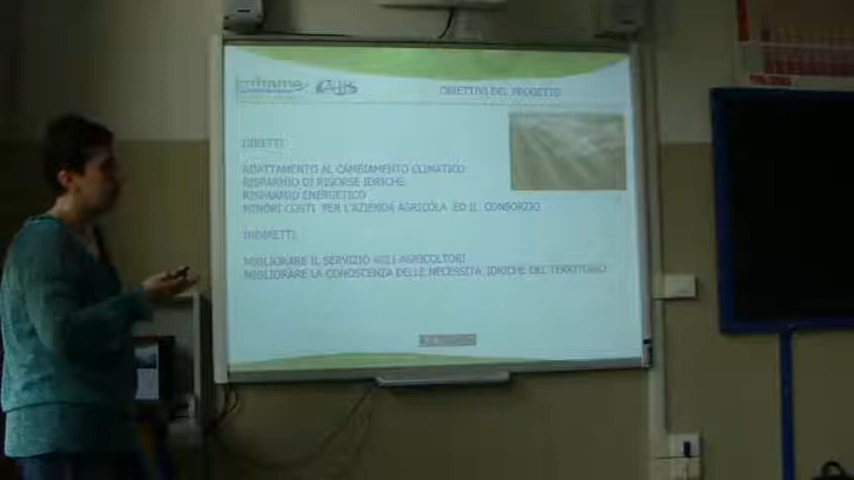 OBIETTIVI DEL PROGETTO
DIRETTI
ADATTAMENTO AL CAMBIAMENTO CLIMATICO
RISPARMIO DI RISORSE IDRICHE
RISPARMIO ENERGETICO
MINORI COSTI PER L'AZIENDA AGRICOLA ED IL CONSORZIO
INDIRETTI
MIGLIORARE IL SERVIZIO AGLI AGRICOLTORI
MIGLIORARE LA CONOSCENZA DELLE NECESSITA IDRICHE DEL TERRITORIO